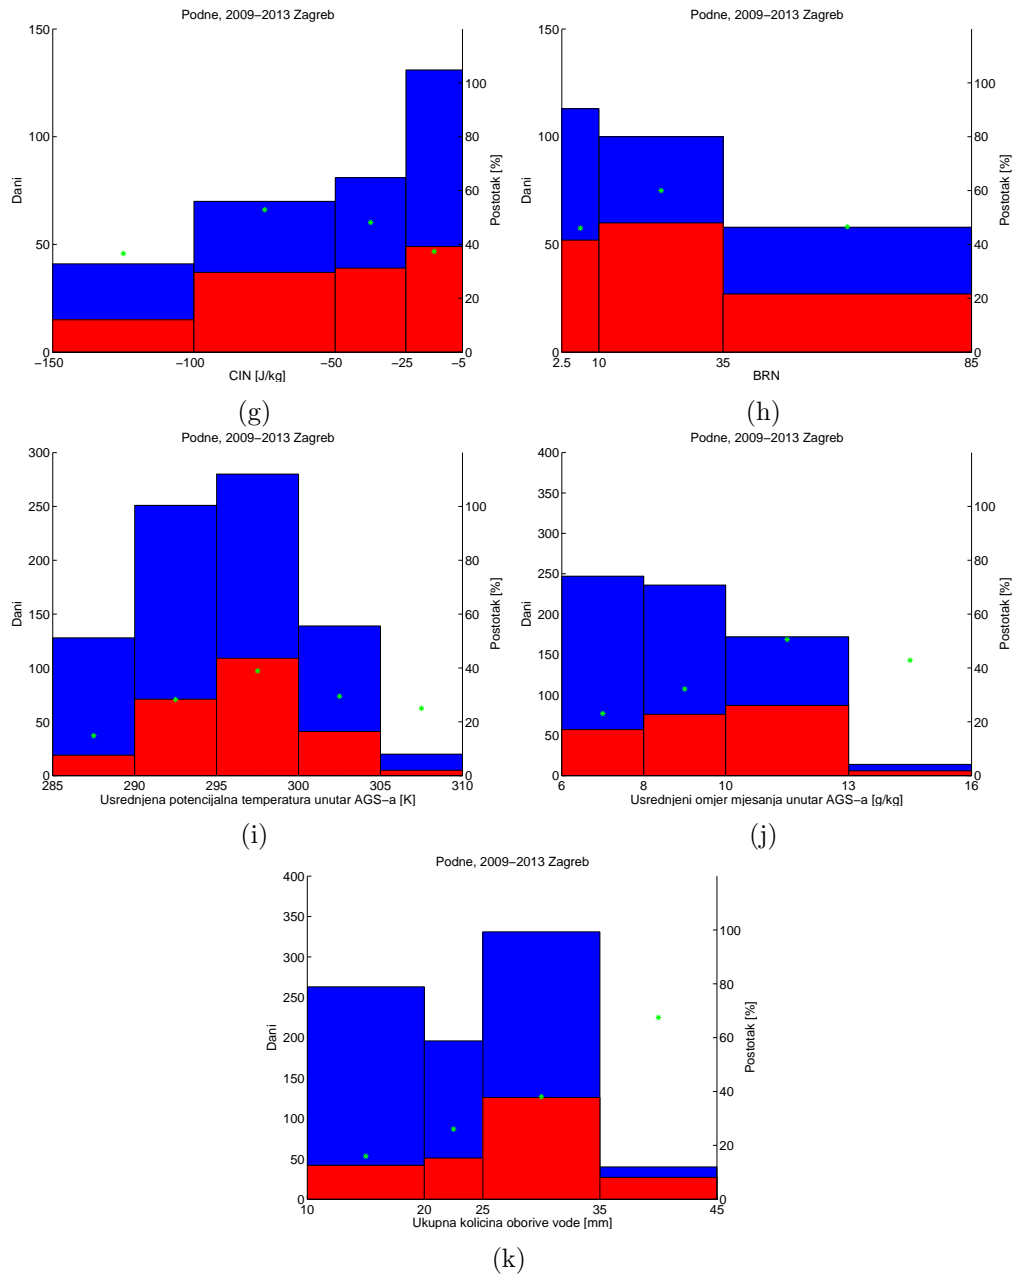 Podne, 2009−2013 Zagreb
150
100
50
0
Dani
100
80
60
40
20
0
Postotak [%]
−150 −100 −50 −25 −5
CIN [J/kg]
(g)
Podne, 2009−2013 Zagreb
150
100
50
0
Dani
100
80
60
40
20
0
Postotak [%]
2.5 10 35 85
BRN
(h)
Podne, 2009−2013 Zagreb
300
250
200
150
100
50
0
Dani
100
80
60
40
20
0
Postotak [%]
285 290 295 300 305 310
Usrednjena potencijalna temperatura unutar AGS−a [K]
(i)
Podne, 2009−2013 Zagreb
400
350
300
250
200
150
100
50
0
Dani
100
80
60
40
20
0
Postotak [%]
6 8 10 13 16
Usrednjeni omjer mjesanja unutar AGS−a [g/kg]
(j)
Podne, 2009−2013 Zagreb
400
350
300
250
200
150
100
50
0
Dani
100
80
60
40
20
0
Postotak [%]
10 20 25 35 45
Ukupna kolicina oborive vode [mm]
(k)